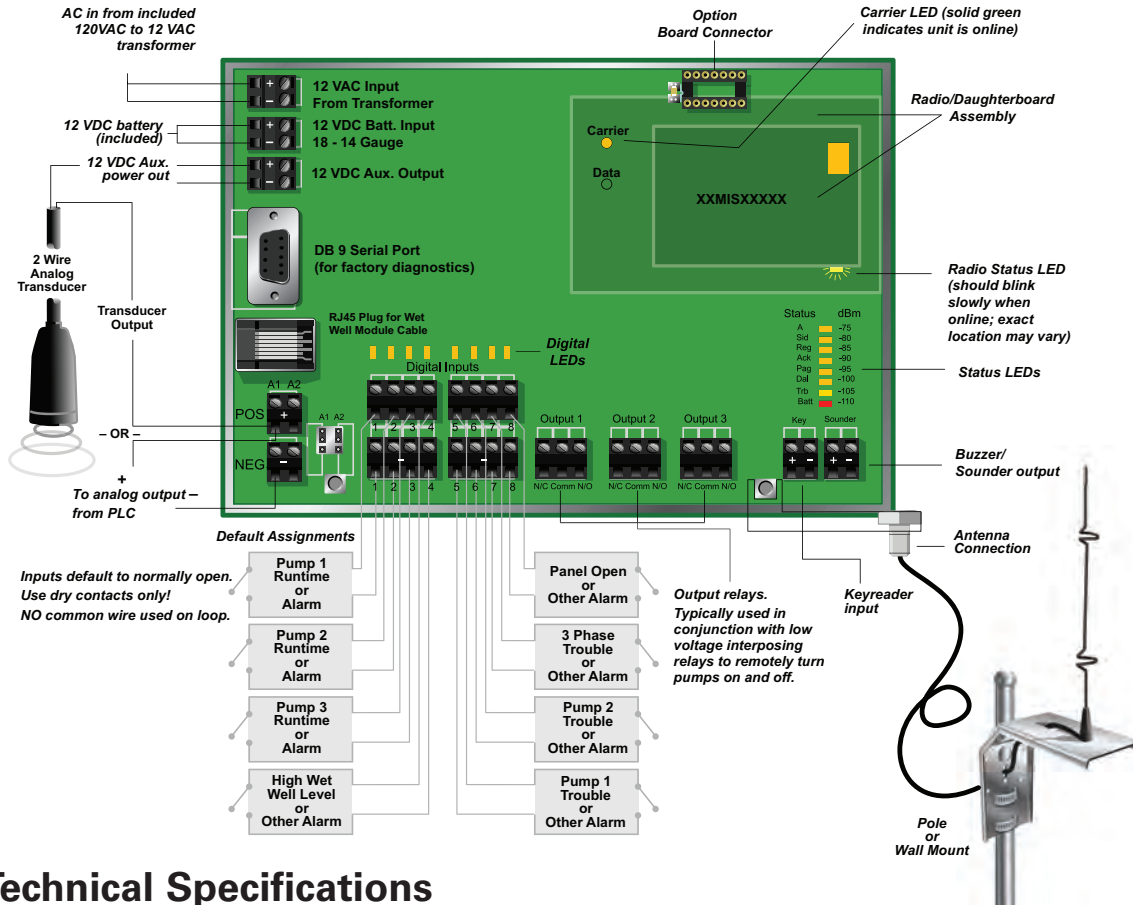 AC in from included
120VAC to 12 VAC
transformer
Option
Board Connector
Carrier LED (solid green
indicates unit is online)
12 VAC Input
From Transformer
12 VDC battery
(included)
12 VDC Batt. Input
18 - 14 Gauge
12 VDC Aux.
power out
12 VDC Aux. Output
Carrier
Data
XXMISXXXXX
Radio/Daughterboard
Assembly
2 Wire
Analog
Transducer
Transducer
Output
DB 9 Serial Port
(for factory diagnostics)
Radio Status LED
(should blink
slowly when
online; exact
location may vary)
RJ45 Plug for Wet
Well Module Cable
Digital
LEDs
Digital Inputs
Status dBm
A -75
Sid -80
Reg -85
Ack -90
Pag -95
Dal -100
Trb -105
Batt -110
Status LEDs
A1 A2
POS +
NEG -
A1 A2
– OR –
+
To analog output –
from PLC
1 2 3 4 5 6 7 8
- -
1 2 3 4 5 6 7 8
Output 1 Output 2 Output 3
N/C Comm N/O N/C Comm N/O N/C Comm N/O
Key Sounder
+ - + -
Buzzer/
Sounder output
Antenna
Connection
Keyreader
input
Default Assignments
Inputs default to normally open.
Use dry contacts only!
NO common wire used on loop.
Pump 1
Runtime
or
Alarm
Pump 2
Runtime
or
Alarm
Pump 3
Runtime
or
Alarm
High Wet
Well Level
or
Other Alarm
Panel Open
or
Other Alarm
3 Phase
Trouble
or
Other Alarm
Pump 2
Trouble
or
Other Alarm
Pump 1
Trouble
or
Other Alarm
Output relays.
Typically used in
conjunction with low
voltage interposing
relays to remotely turn
pumps on and off.
Pole
or
Wall Mount
Technical Specifications